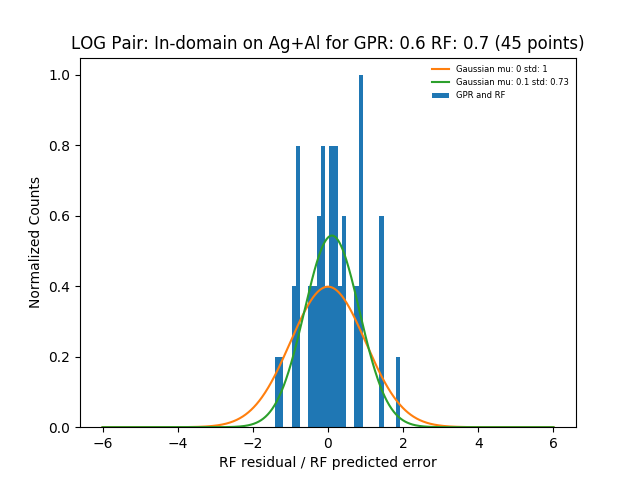 LOG Pair: In-domain on Ag+Al for GPR: 0.6 RF: 0.7 (45 points)
Gaussian mu: 0 std: 1
Gaussian mu: 0.1 std: 0.73
GPR and RF
Normalized Counts
1.0
0.8
0.6
0.4
0.2
0.0
−6 −4 −2 0 2 4 6
RF residual / RF predicted error